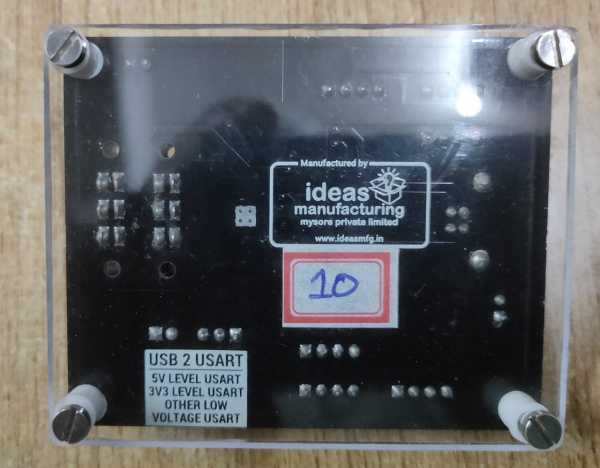 Manufactured by
ideas
manufacturing
mysore private limited
www.ideasmfg.in
10
USB 2 USART
5V LEVEL USART
3V3 LEVEL USART
OTHER LOW
VOLTAGE USART